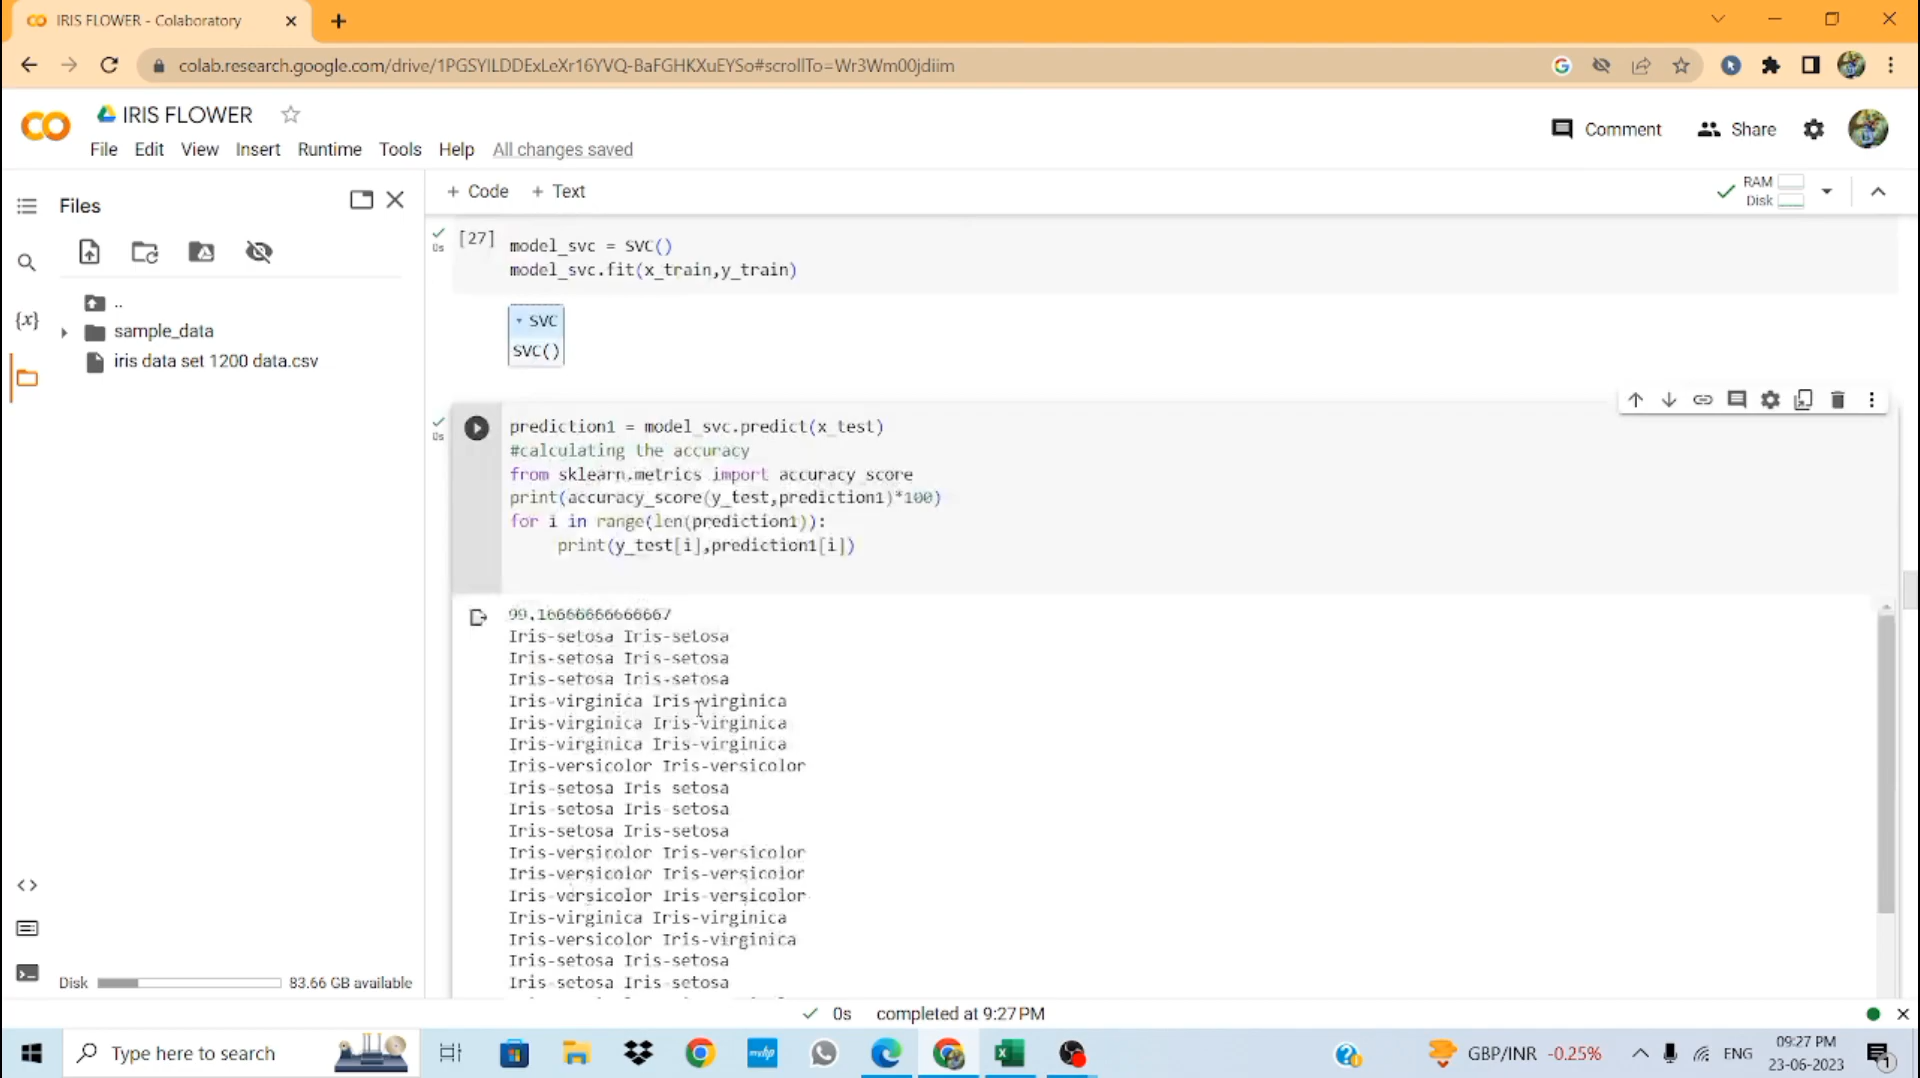 IRIS FLOWER - Colaboratory
colab.research.google.com/drive/1PGSYILDDExLeXr16YVQ-BaFGHKXuEYSo#scrollTo=Wr3Wm00jdiim
IRIS FLOWER
Comment
Share
File Edit View Insert Runtime Tools Help All changes saved
Files
+ Code + Text
RAM
Disk
..
sample_data
iris data set 1200 data.csv
{x}
[27]
0s
model_svc = SVC()
model_svc.fit(x_train,y_train)
SVC
SVC()
0s
prediction1 = model_svc.predict(x_test)
#calculating the accuracy
from sklearn.metrics import accuracy_score
print(accuracy_score(y_test,prediction1)*100)
for i in range(len(prediction1)):
print(y_test[i],prediction1[i])
99.16666666666667
Iris-setosa Iris-setosa
Iris-setosa Iris-setosa
Iris-setosa Iris-setosa
Iris-virginica Iris-virginica
Iris-virginica Iris-virginica
Iris-virginica Iris-virginica
Iris-versicolor Iris-versicolor
Iris-setosa Iris setosa
Iris-setosa Iris-setosa
Iris-setosa Iris-setosa
Iris-versicolor Iris-versicolor
Iris-versicolor Iris-versicolor
Iris-versicolor Iris-versicolor
Iris-virginica Iris-virginica
Iris-versicolor Iris-virginica
Iris-setosa Iris-setosa
Iris-setosa Iris-setosa
Disk 83.66 GB available
0s completed at 9:27 PM
Type here to search
mvhp
GBP/INR -0.25%
ENG
09:27 PM
23-06-2023
1